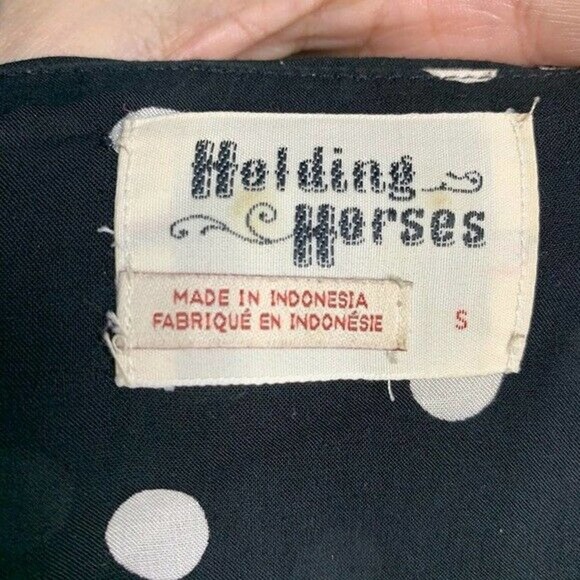 Holding
Horses
MADE IN INDONESIA
FABRIQUÉ EN INDONÉSIE
S